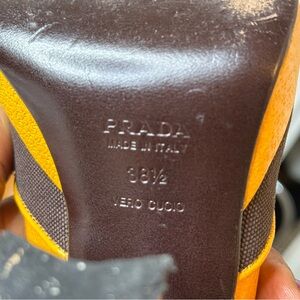 PRADA
MADE IN ITALY
38½
VERO CUOIO